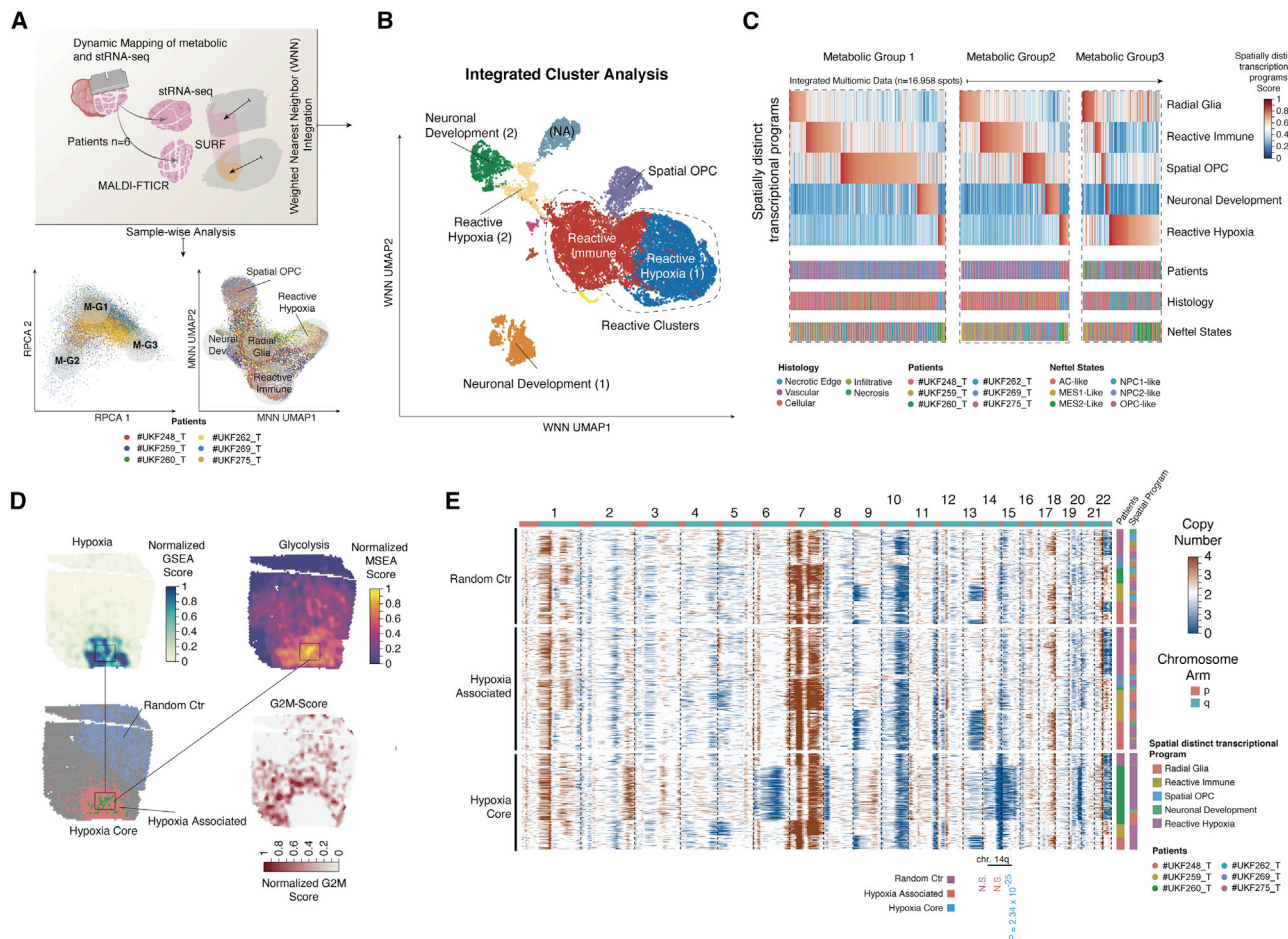 A
Dynamic Mapping of metabolic
and stRNA-seq
stRNA-seq
Patients n=6
SURF
MALDI-FTICR
Weighted Nearest Neighbor (WNN)
Integration
Sample-wise Analysis
M-G1
M-G2
M-G3
RPCA 2
RPCA 1
Spatial OPC
Reactive
Hypoxia
Neural
Dev.
Radial
Glia
Reactive
Immune
MNN UMAP2
MNN UMAP1
Patients
#UKF248_T
#UKF262_T
#UKF259_T
#UKF269_T
#UKF260_T
#UKF275_T
B
Integrated Cluster Analysis
Neuronal
Development (2)
(NA)
Spatial OPC
Reactive
Hypoxia (2)
Reactive
Immune
Reactive
Hypoxia (1)
Reactive Clusters
Neuronal Development (1)
WNN UMAP2
WNN UMAP1
C
Metabolic Group 1
Metabolic Group2
Metabolic Group3
Integrated Multiomic Data (n=16.958 spots)
Spatially disti
transcription
programs
Score
1
0.8
0.6
0.4
0.2
0
Spatially distinct
transcriptional programs
Radial Glia
Reactive Immune
Spatial OPC
Neuronal Development
Reactive Hypoxia
Patients
Histology
Neftel States
Histology
Necrotic Edge
Infiltrative
Vascular
Necrosis
Cellular
Patients
#UKF248_T
#UKF262_T
#UKF259_T
#UKF269_T
#UKF260_T
#UKF275_T
Neftel States
AC-like
NPC1-like
MES1-Like
NPC2-like
MES2-Like
OPC-like
D
Hypoxia
Normalized
GSEA
Score
1
0.8
0.6
0.4
0.2
0
Glycolysis
Normalized
MSEA
Score
1
0.8
0.6
0.4
0.2
0
Random Ctr
Hypoxia Associated
Hypoxia Core
G2M-Score
1
0.8
0.6
0.4
0.2
0
Normalized G2M
Score
E
1 2 3 4 5 6 7 8 9 10 11 12 13 14 15 16 17 18 19 20 21 22
Patients
Spatial Program
Random Ctr
Hypoxia
Associated
Hypoxia
Core
Copy
Number
4
3
2
2
3
0
Chromosome
Arm
p
q
Spatial distinct transcriptional
Program
Radial Glia
Reactive Immune
Spatial OPC
Neuronal Development
Reactive Hypoxia
Patients
#UKF248_T
#UKF262_T
#UKF259_T
#UKF269_T
#UKF260_T
#UKF275_T
chr. 14q
Random Ctr
Hypoxia Associated
Hypoxia Core
N.S.
N.S.
P = 2.34 x 10-25